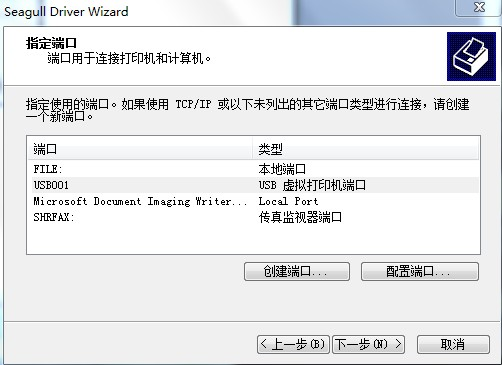 Seagull Driver Wizard
指定端口
端口用于连接打印机和计算机。
指定使用的端口。如果使用 TCP/IP 或以下未列出的其它端口类型进行连接，请创建
一个新端口。
端口 类型
FILE: 本地端口
USB001 USB 虚拟打印机端口
Microsoft Document Imaging Writer... Local Port
SHRFAX: 传真监视器端口
创建端口... 配置端口...
< 上一步(B) 下一步(N) > 取消